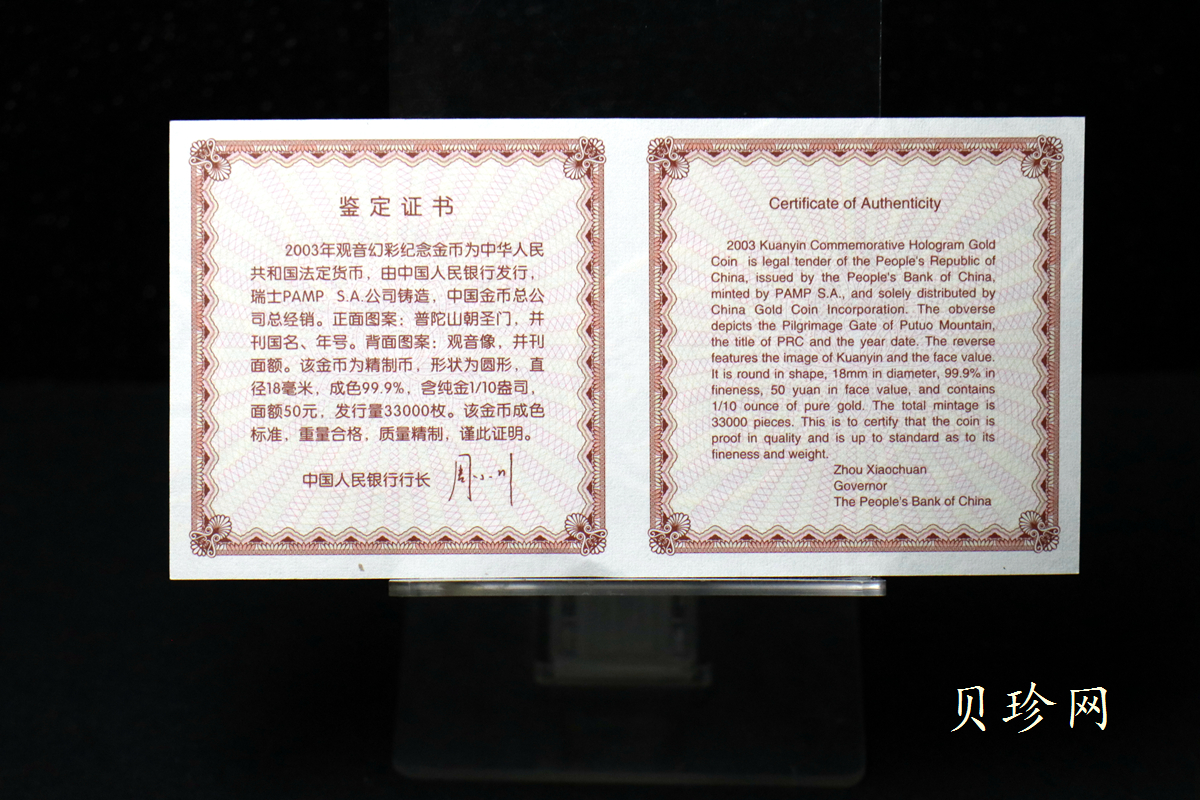 鉴定证书
2003年观音幻彩纪念金币为中华人民
共和国法定货币，由中国人民银行发行，
瑞士PAMP S.A.公司铸造，中国金币总公
司总经销。正面图案：普陀山朝圣门，并
刊国名、年号。背面图案：观音像，并刊
面额。该金币为精制币，形状为圆形，直
径18毫米，成色99.9%，含纯金1/10盎司，
面额50元，发行量33000枚。该金币成色
标准，重量合格，质量精制，谨此证明。
中国人民银行行长 周小川
Certificate of Authenticity
2003 Kuanyin Commemorative Hologram Gold
Coin is legal tender of the People's Republic of
China, issued by the People's Bank of China,
minted by PAMP S.A., and solely distributed by
China Gold Coin Incorporation. The obverse
depicts the Pilgrimage Gate of Putuo Mountain,
the title of PRC and the year date. The reverse
features the image of Kuanyin and the face value.
It is round in shape, 18mm in diameter, 99.9% in
fineness, 50 yuan in face value, and contains
1/10 ounce of pure gold. The total mintage is
33000 pieces. This is to certify that the coin is
proof in quality and is up to standard as to its
fineness and weight.
Zhou Xiaochuan
Governor
The People's Bank of China
贝珍网